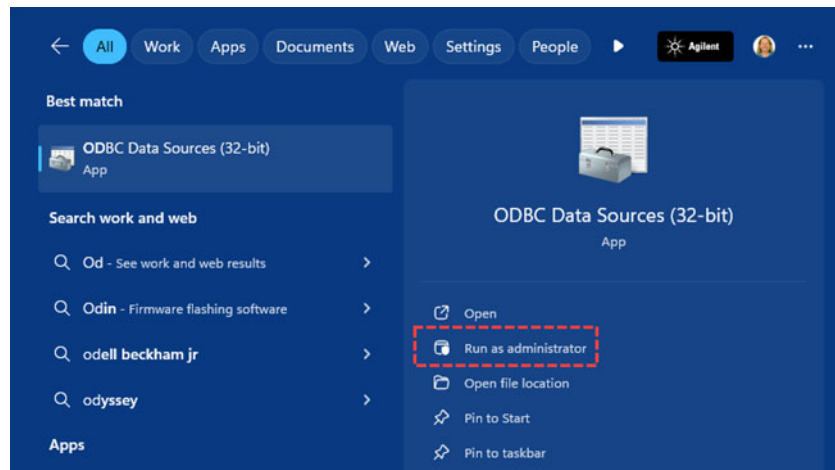 All Work Apps Documents Web Settings People Agilent
Best match
ODBC Data Sources (32-bit)
App
Search work and web
Od - See work and web results
Odin - Firmware flashing software
odell beckham jr
odyssey
Apps
ODBC Data Sources (32-bit)
App
Open
Run as administrator
Open file location
Pin to Start
Pin to taskbar